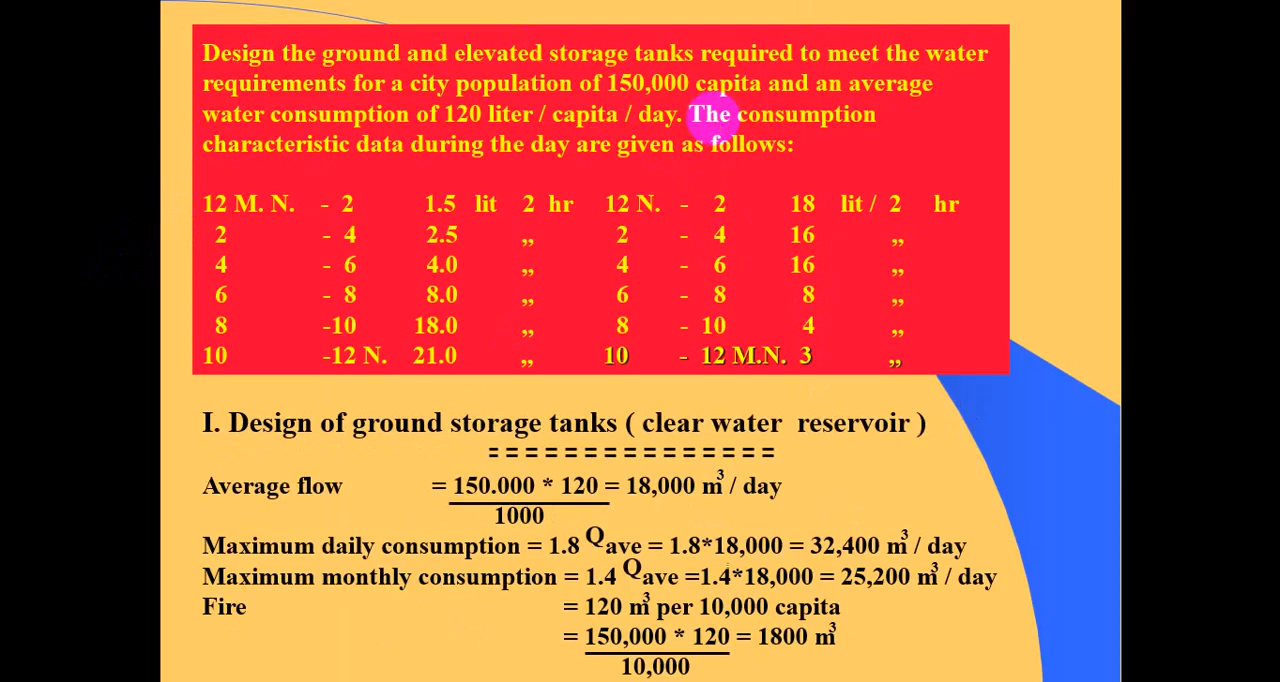 Design the ground and elevated storage tanks required to meet the water
requirements for a city population of 150,000 capita and an average
water consumption of 120 liter / capita / day. The consumption
characteristic data during the day are given as follows:
12 M. N. - 2 1.5 lit 2 hr 12 N. - 2 18 lit / 2 hr
2 - 4 2.5 ,, 2 - 4 16 ,,
4 - 6 4.0 ,, 4 - 6 16 ,,
6 - 8 8.0 ,, 6 - 8 8 ,,
8 -10 18.0 ,, 8 - 10 4 ,,
10 -12 N. 21.0 ,, 10 - 12 M.N. 3 ,,
I. Design of ground storage tanks ( clear water reservoir )
= = = = = = = = = = = = = = =
Average flow = 150.000 * 120 = 18,000 m³ / day
1000
Maximum daily consumption = 1.8 Qave = 1.8*18,000 = 32,400 m³ / day
Maximum monthly consumption = 1.4 Qave =1.4*18,000 = 25,200 m³ / day
Fire = 120 m³ per 10,000 capita
= 150,000 * 120 = 1800 m³
10,000